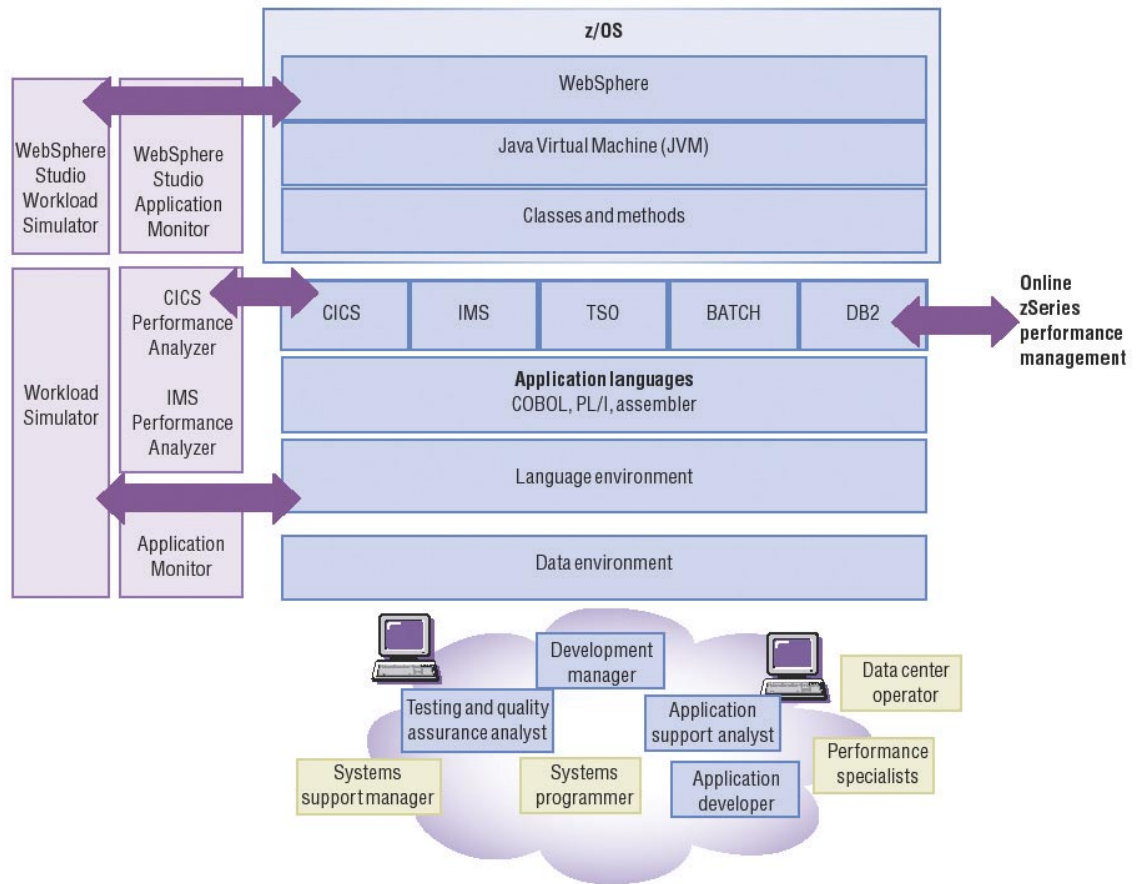 z/OS
WebSphere
Java Virtual Machine (JVM)
Classes and methods
WebSphere
Studio
Workload
Simulator
WebSphere
Studio
Application
Monitor
CICS
Performance
Analyzer
IMS
Performance
Analyzer
Workload
Simulator
Application
Monitor
CICS
IMS
TSO
BATCH
DB2
Online
zSeries
performance
management
Application languages
COBOL, PL/I, assembler
Language environment
Data environment
Development
manager
Data center
operator
Testing and quality
assurance analyst
Application
support analyst
Performance
specialists
Systems
support manager
Systems
programmer
Application
developer